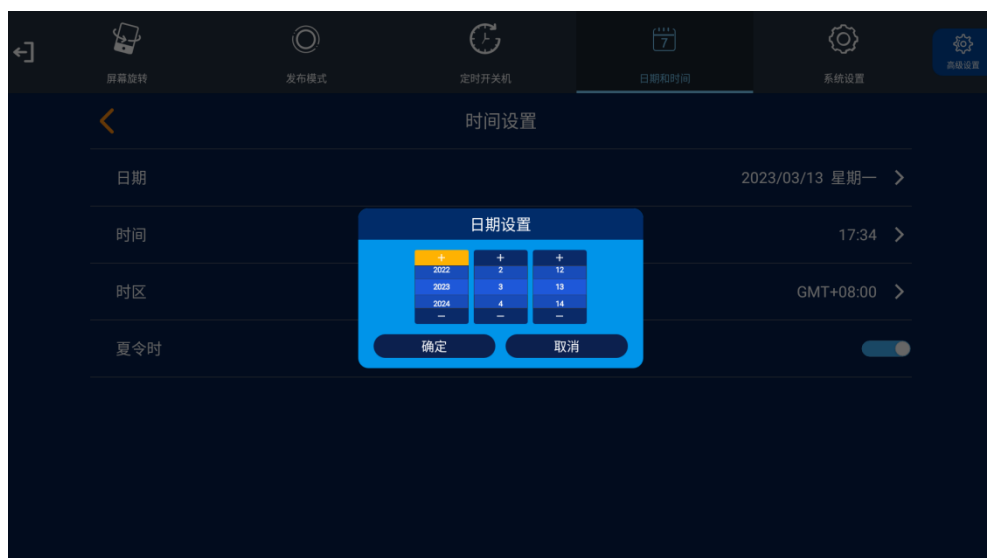 屏幕旋转
发布模式
定时开关机
7
日期和时间
系统设置
高级设置
时间设置
日期
2023/03/13 星期一
时间
17:34
时区
GMT+08:00
夏令时
日期设置
+ + +
2022 2 12
2023 3 13
2024 4 14
— — —
确定 取消